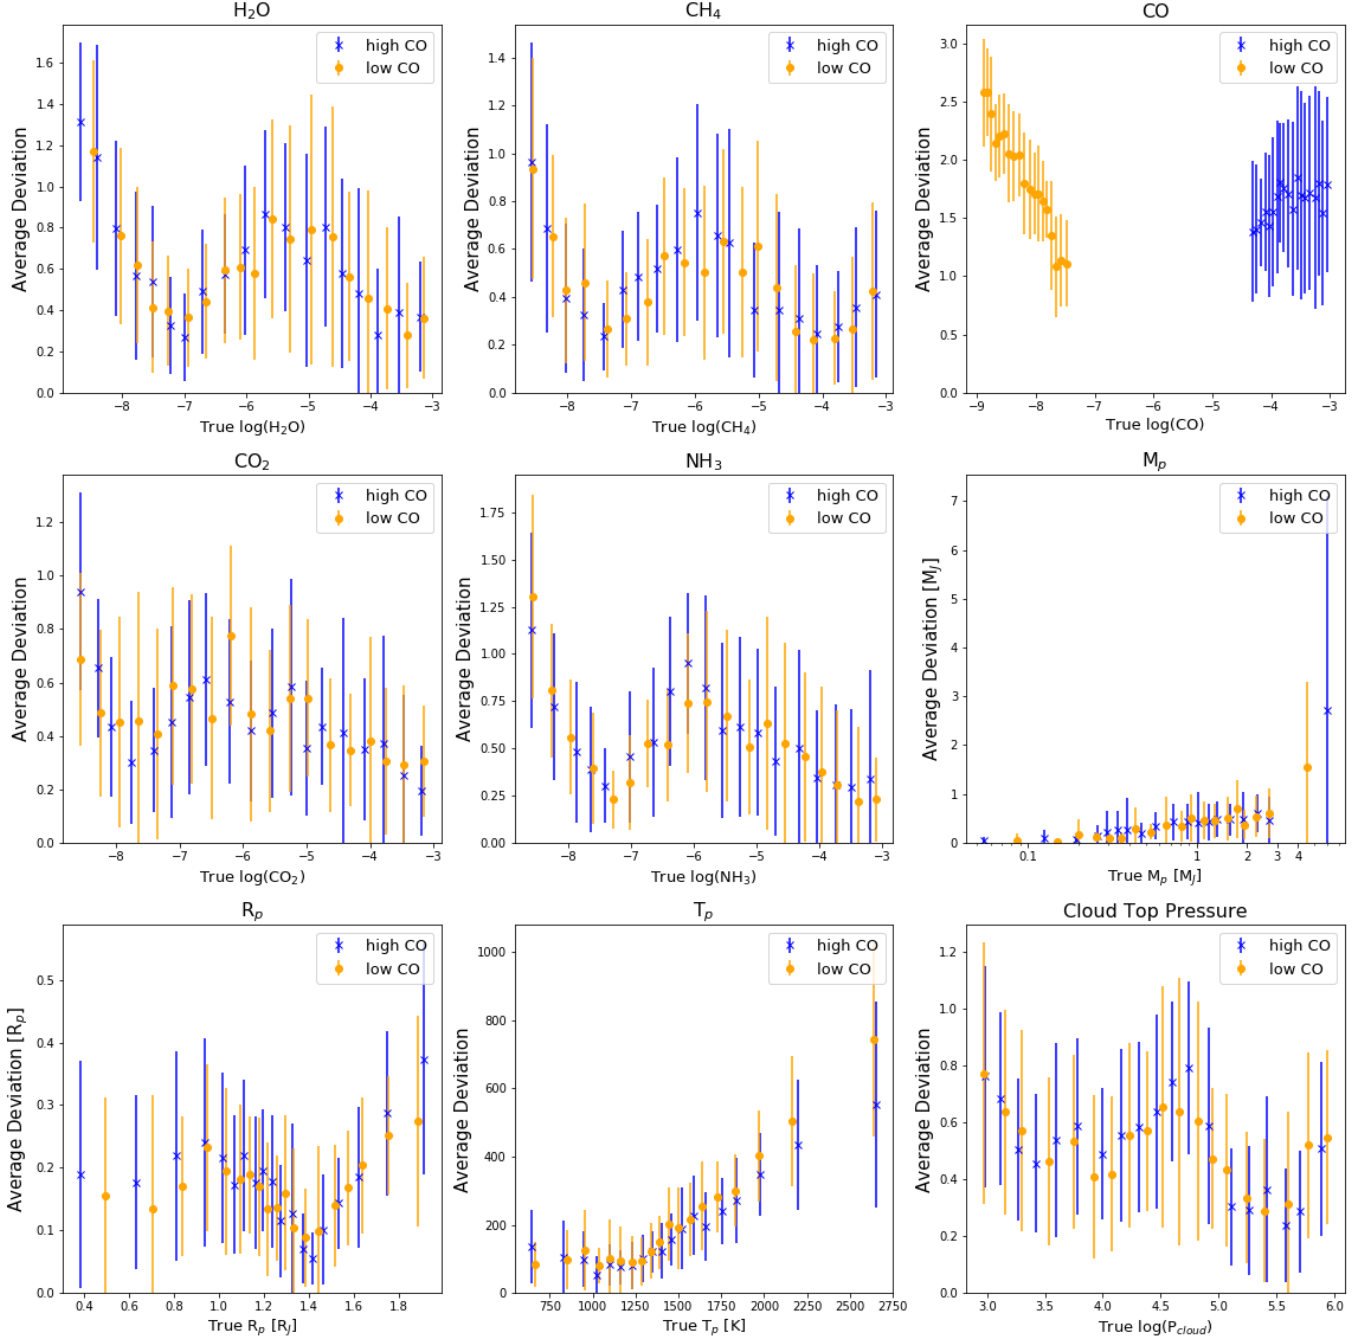 H₂O
high CO
low CO
Average Deviation
0.0
0.2
0.4
0.6
0.8
1.0
1.2
1.4
1.6
−8 −7 −6 −5 −4 −3
True log(H₂O)
CH₄
high CO
low CO
Average Deviation
0.0
0.2
0.4
0.6
0.8
1.0
1.2
1.4
−8 −7 −6 −5 −4 −3
True log(CH₄)
CO
high CO
low CO
Average Deviation
0.0
0.5
1.0
1.5
2.0
2.5
3.0
−9 −8 −7 −6 −5 −4 −3
True log(CO)
CO₂
high CO
low CO
Average Deviation
0.0
0.2
0.4
0.6
0.8
1.0
1.2
−8 −7 −6 −5 −4 −3
True log(CO₂)
NH₃
high CO
low CO
Average Deviation
0.00
0.25
0.50
0.75
1.00
1.25
1.50
1.75
−8 −7 −6 −5 −4 −3
True log(NH₃)
Mₚ
high CO
low CO
Average Deviation [M_J]
0
1
2
3
4
5
6
7
0.1 1 2 3 4
True Mₚ [M_J]
Rₚ
high CO
low CO
Average Deviation [Rₚ]
0.0
0.1
0.2
0.3
0.4
0.5
0.4 0.6 0.8 1.0 1.2 1.4 1.6 1.8
True Rₚ [R_J]
Tₚ
high CO
low CO
Average Deviation
0
200
400
600
800
1000
750 1000 1250 1500 1750 2000 2250 2500 2750
True Tₚ [K]
Cloud Top Pressure
high CO
low CO
Average Deviation
0.0
0.2
0.4
0.6
0.8
1.0
1.2
3.0 3.5 4.0 4.5 5.0 5.5 6.0
True log(P_cloud)